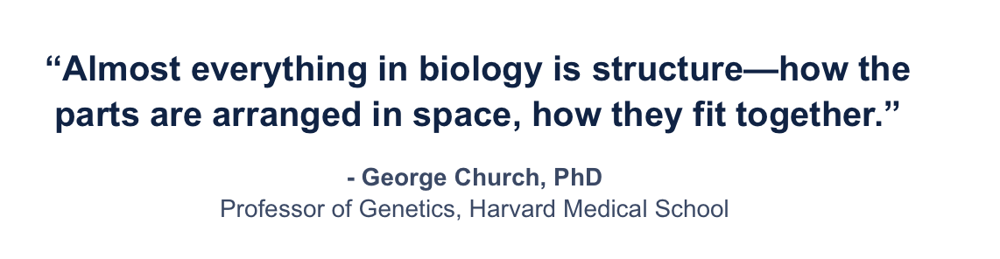 “Almost everything in biology is structure—how the
parts are arranged in space, how they fit together.”
- George Church, PhD
Professor of Genetics, Harvard Medical School